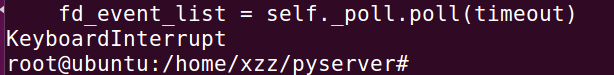 fd_event_list = self._poll.poll(timeout)
KeyboardInterrupt
root@ubuntu:/home/xzz/pyserver#